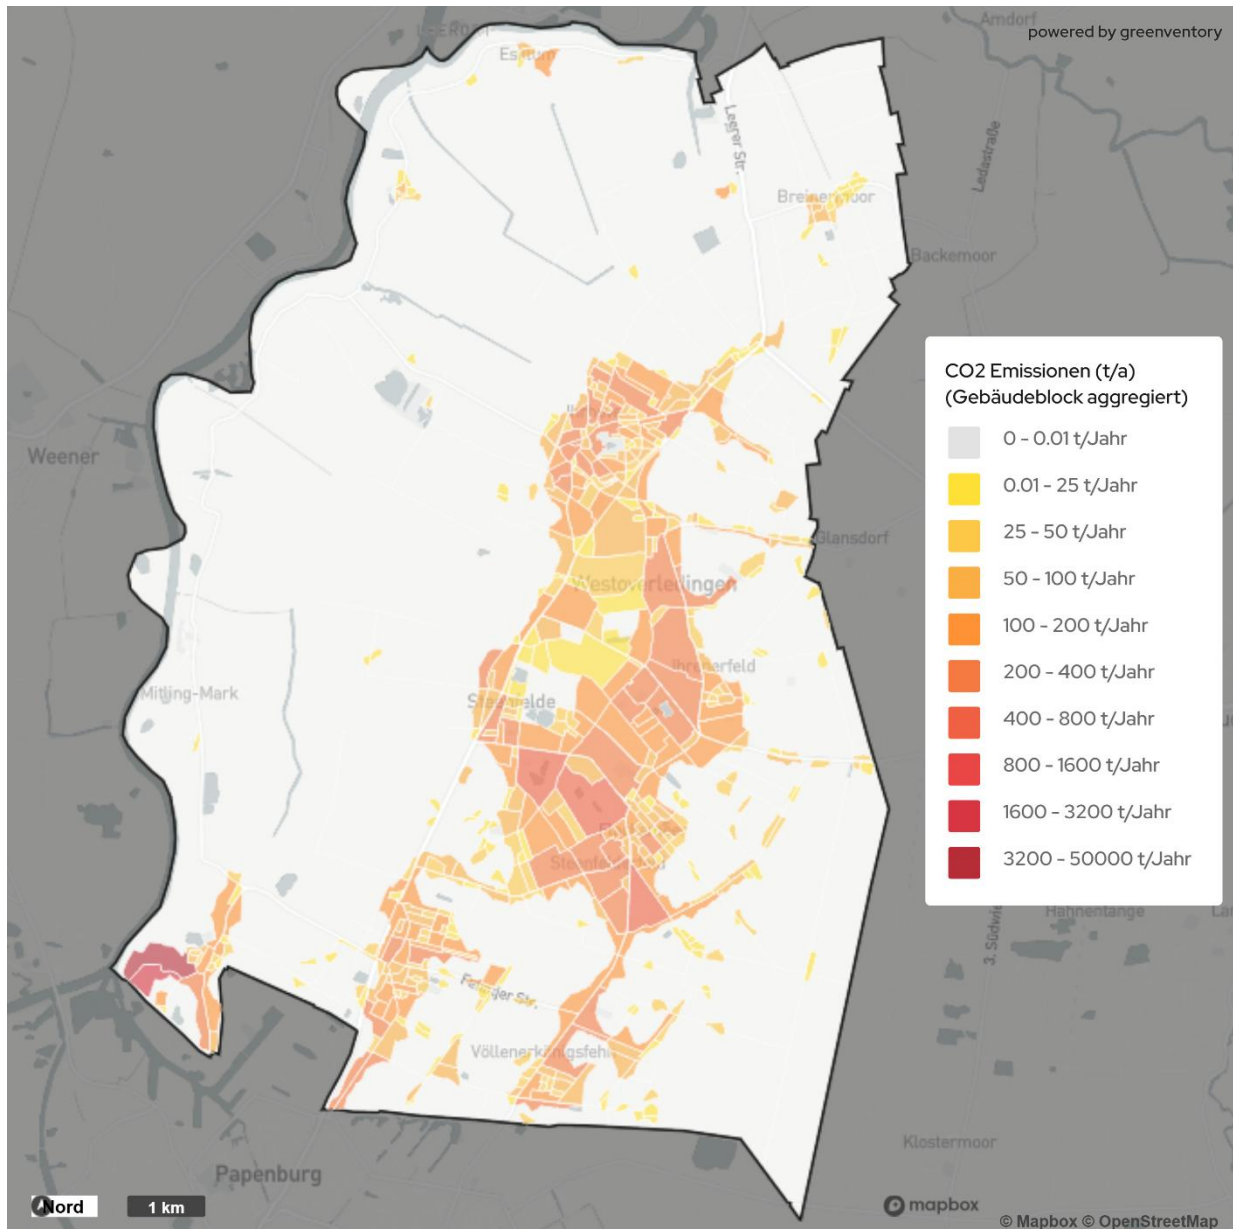 Amdorf
powered by greenventory
Leerer Str.
Ledastraße
Breinermoor
Backemoor
CO2 Emissionen (t/a)
(Gebäudeblock aggregiert)
0 - 0.01 t/Jahr
0.01 - 25 t/Jahr
25 - 50 t/Jahr
50 - 100 t/Jahr
100 - 200 t/Jahr
200 - 400 t/Jahr
400 - 800 t/Jahr
800 - 1600 t/Jahr
1600 - 3200 t/Jahr
3200 - 50000 t/Jahr
Weener
Glansdorf
Westoverledingen
Ihrenerfeld
Mitling-Mark
Steenfelde
Hahnentange
3. Südwie
Völlenerkönigsfehn
Klostermoor
Papenburg
Nord
1 km
mapbox
© Mapbox © OpenStreetMap